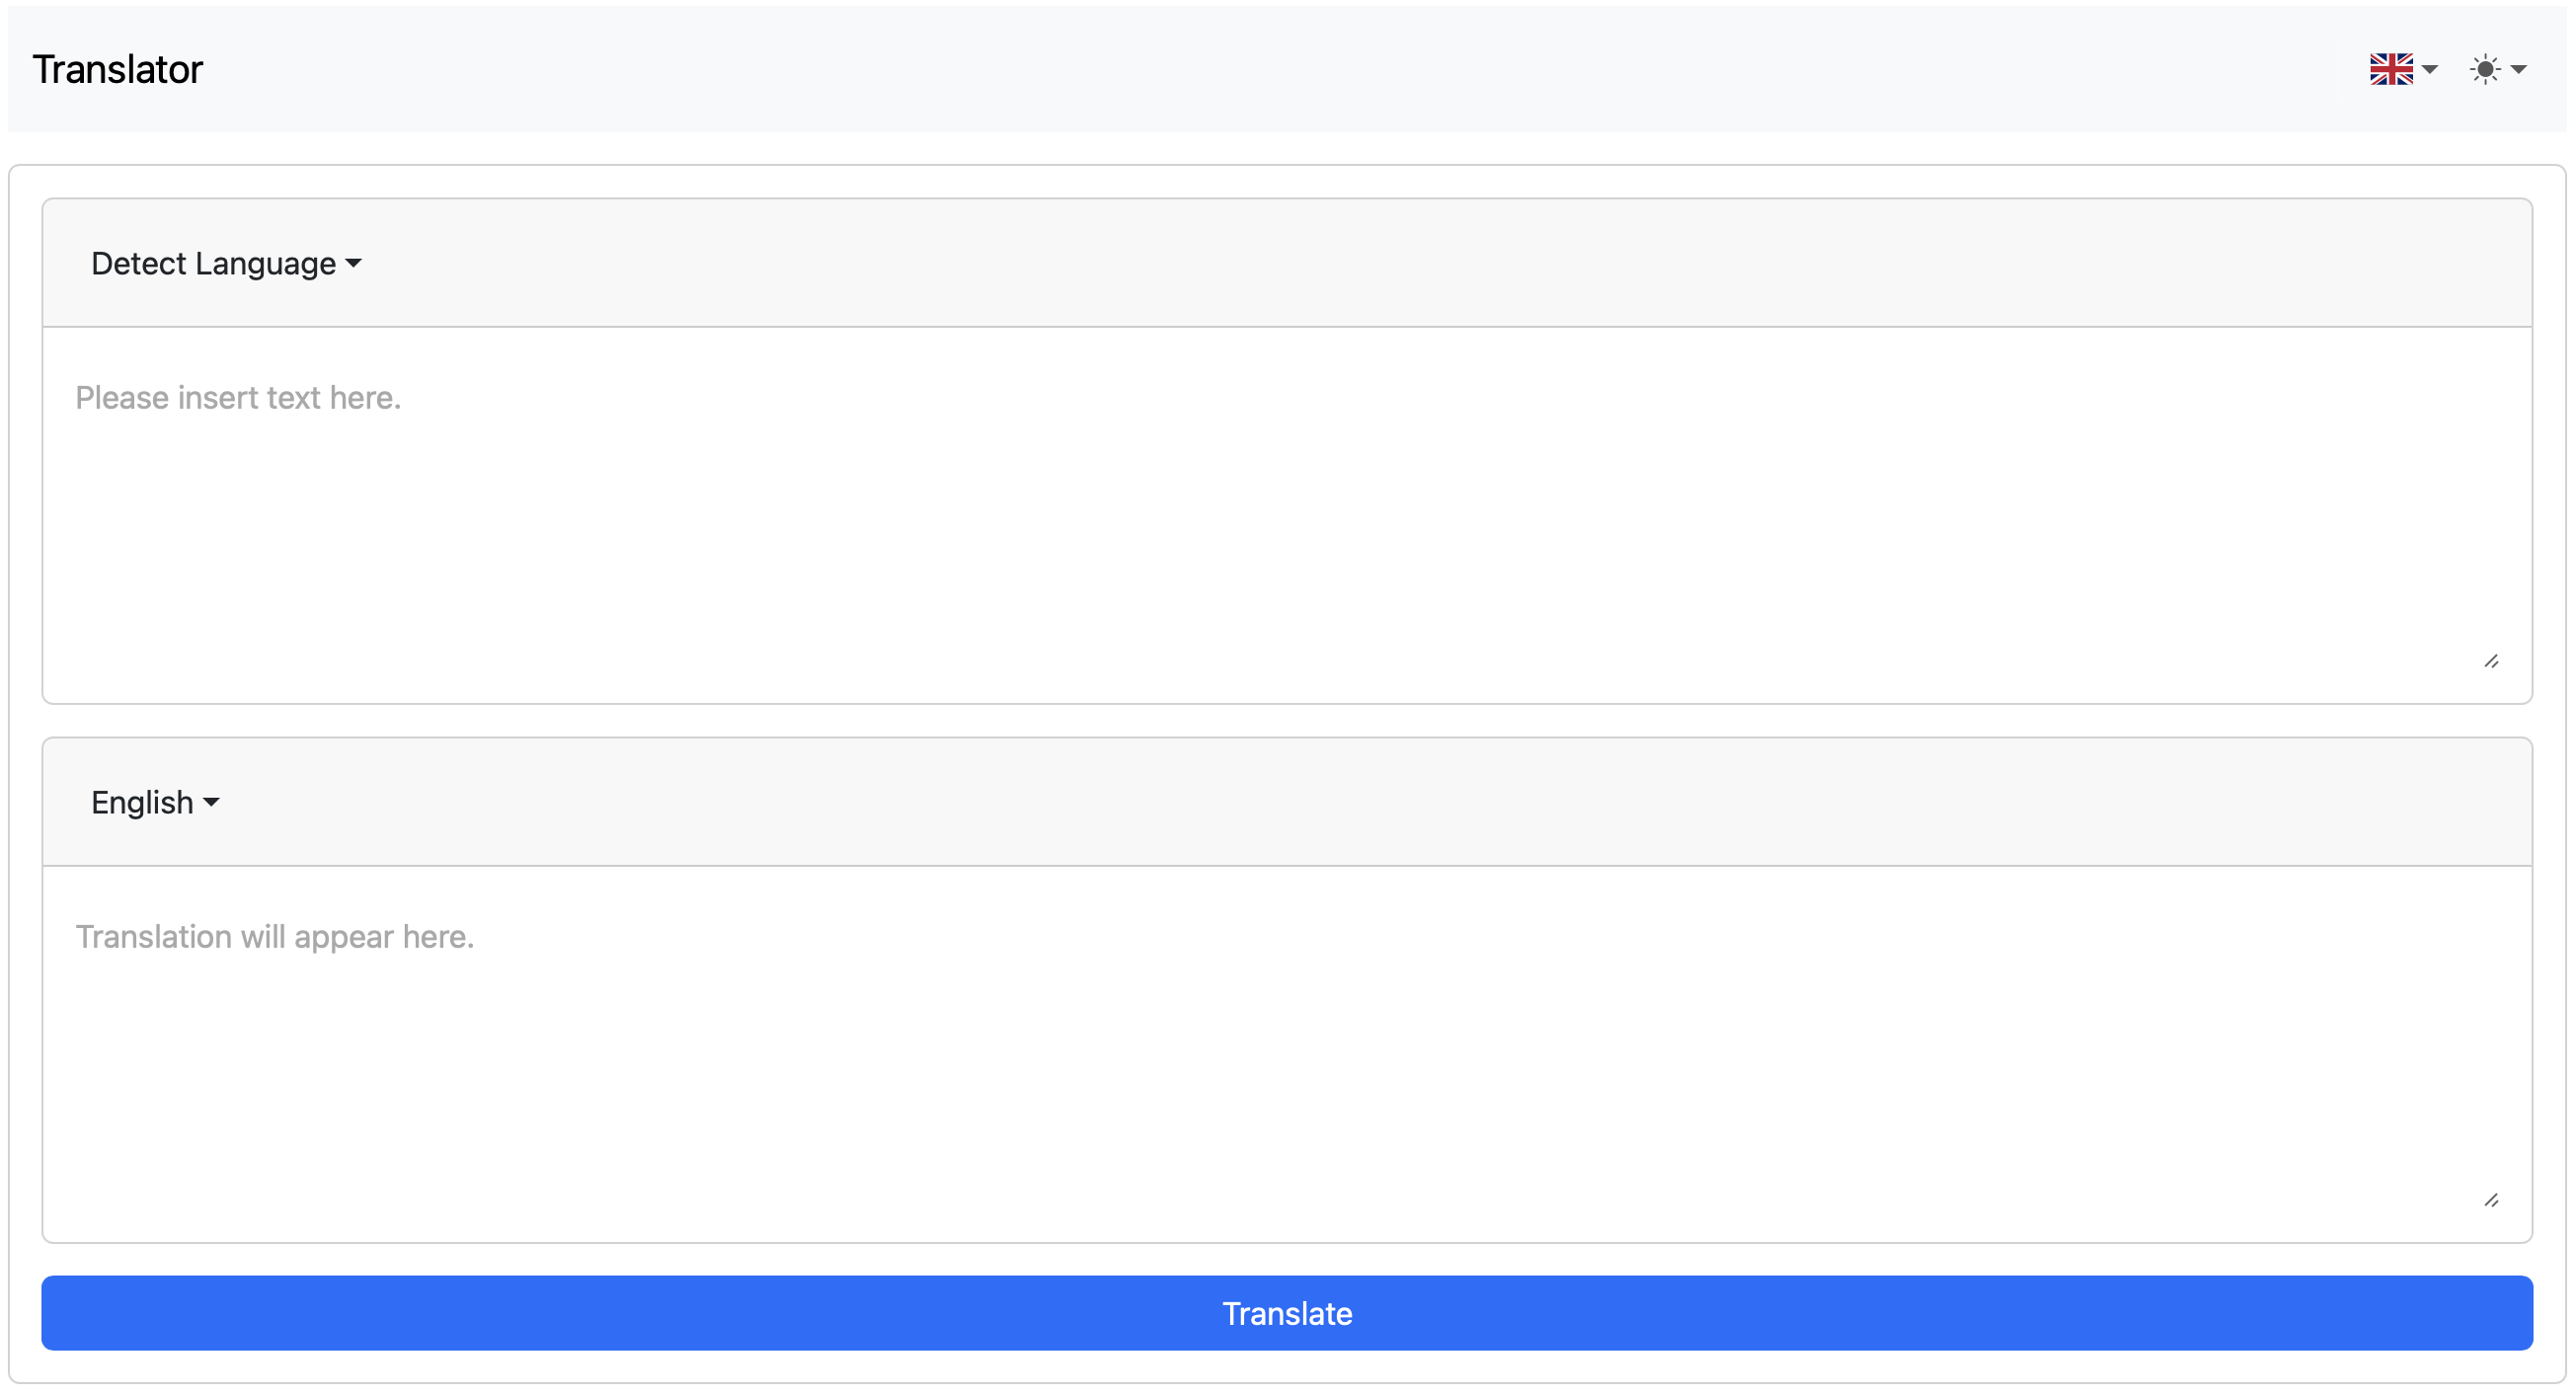 Translator
Detect Language
Please insert text here.
English
Translation will appear here.
Translate